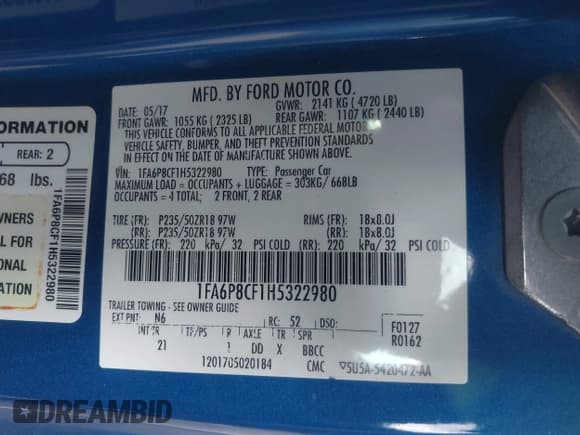 MFD. BY FORD MOTOR CO.
DATE: 05/17 GVWR: 2141 KG ( 4720 LB)
FRONT GAWR: 1055 KG ( 2325 LB) REAR GAWR: 1107 KG ( 2440 LB)
THIS VEHICLE CONFORMS TO ALL APPLICABLE FEDERAL MOTOR
VEHICLE SAFETY, BUMPER, AND THEFT PREVENTION STANDARDS
IN EFFECT ON THE DATE OF MANUFACTURE SHOWN ABOVE.
VIN: 1FA6P8CF1H5322980 TYPE: Passenger Car
MAXIMUM LOAD = OCCUPANTS + LUGGAGE = 303KG/ 668LB
OCCUPANTS = 4 TOTAL; 2 FRONT, 2 REAR
TIRE (FR): P235/50ZR18 97W RIMS (FR): 18x8.0J
(RR): P235/50ZR18 97W (RR): 18x8.0J
PRESSURE (FR): 220 kPa/ 32 PSI COLD (RR): 220 kPa/ 32 PSI COLD
1FA6P8CF1H5322980
TRAILER TOWING - SEE OWNER GUIDE
EXT PNT: N6 RC: 52 DSO: F0127
R0162
INT TR TP/PS R AXLE TR SPR
21 DD X BBCC
1201705020184 CMC ▽5U5A-5420472-AA
ORMATION
REAR: 2
68 lbs.
1FA6P8CF1H5322980
WNERS
L FOR
ONAL
ATION
DREAMBID